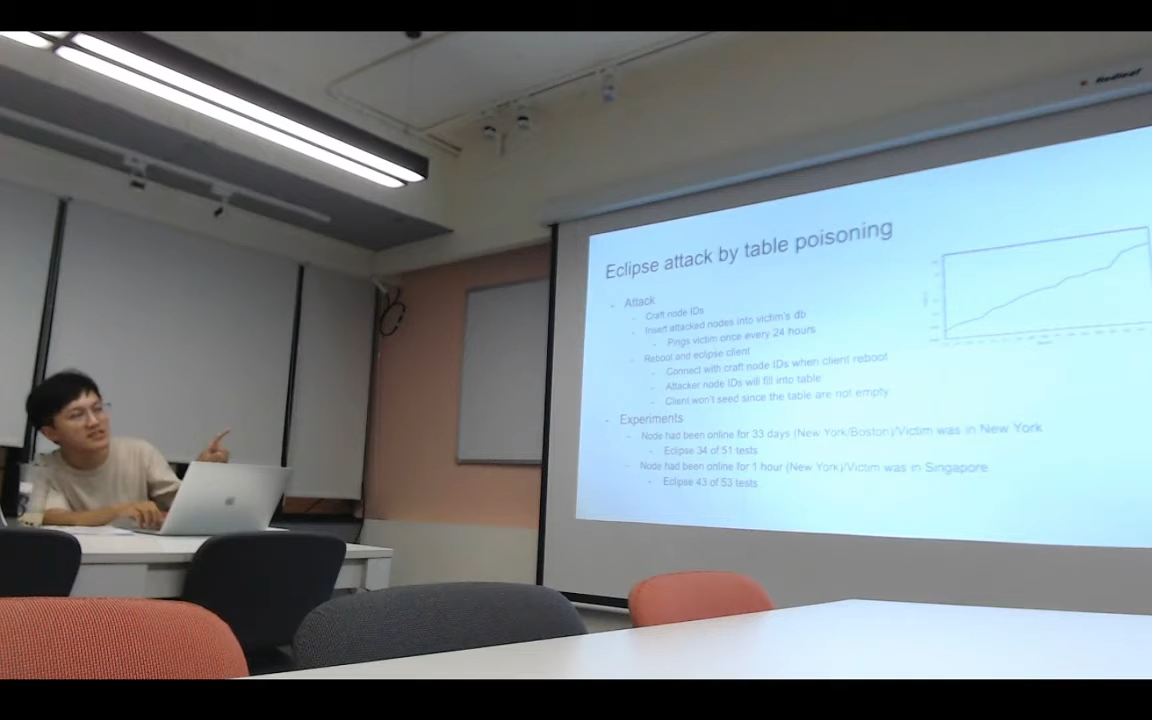 Redleaf
Eclipse attack by table poisoning
- Attack
- Craft node IDs
- Insert attacked nodes into victim's db
- Pings victim once every 24 hours
- Reboot and eclipse client
- Connect with craft node IDs when client reboot
- Attacker node IDs will fill into table
- Client won't seed since the table are not empty
- Experiments
- Node had been online for 33 days (New York/Boston)/Victim was in New York
- Eclipse 34 of 51 tests
- Node had been online for 1 hour (New York)/Victim was in Singapore
- Eclipse 43 of 53 tests